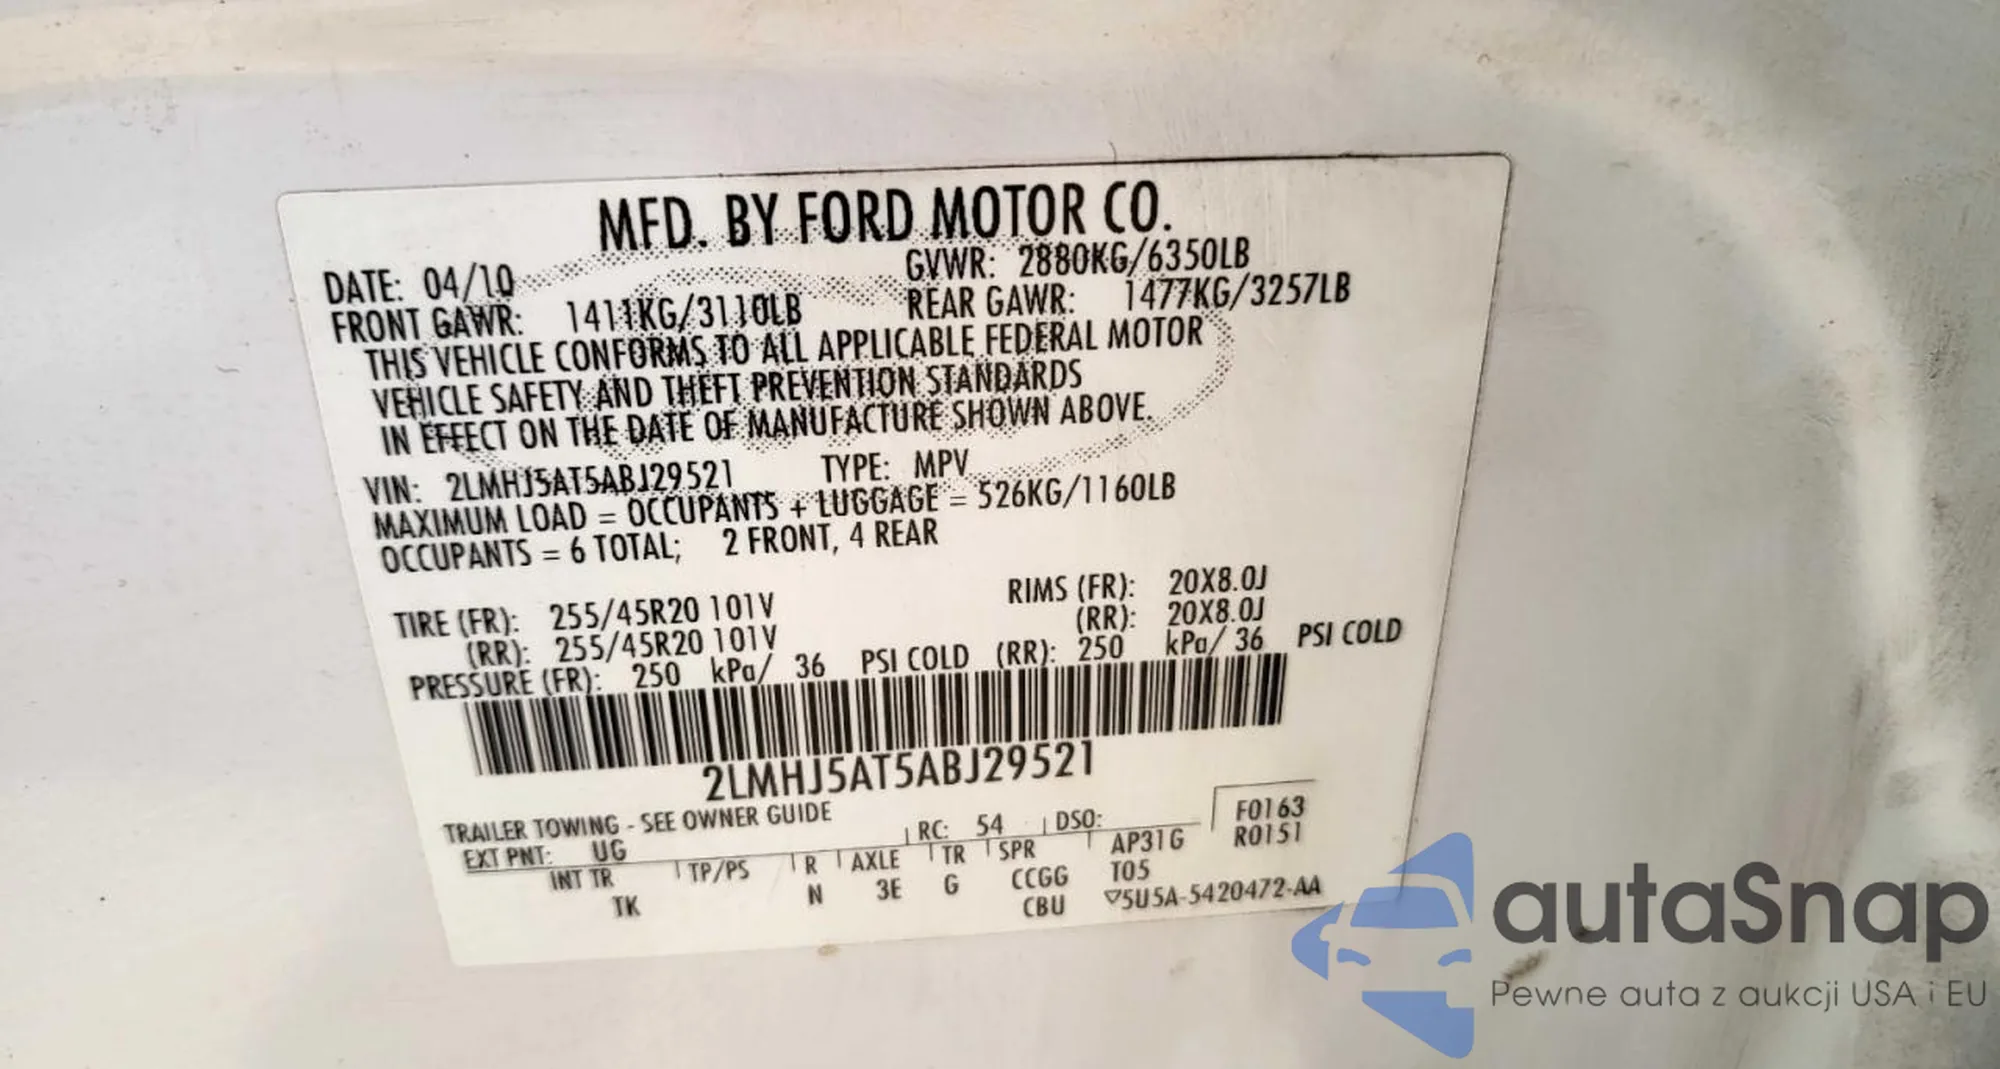 MFD. BY FORD MOTOR CO.
DATE: 04/10 GVWR: 2880KG/6350LB
FRONT GAWR: 1411KG/3110LB REAR GAWR: 1477KG/3257LB
THIS VEHICLE CONFORMS TO ALL APPLICABLE FEDERAL MOTOR
VEHICLE SAFETY AND THEFT PREVENTION STANDARDS
IN EFFECT ON THE DATE OF MANUFACTURE SHOWN ABOVE.
VIN: 2LMHJ5AT5ABJ29521 TYPE: MPV
MAXIMUM LOAD = OCCUPANTS + LUGGAGE = 526KG/1160LB
OCCUPANTS = 6 TOTAL; 2 FRONT, 4 REAR
TIRE (FR): 255/45R20 101V RIMS (FR): 20X8.0J
(RR): 255/45R20 101V (RR): 20X8.0J
PRESSURE (FR): 250 kPa/ 36 PSI COLD (RR): 250 kPa/ 36 PSI COLD
2LMHJ5AT5ABJ29521
TRAILER TOWING - SEE OWNER GUIDE
EXT PNT: UG RC: 54 DSO: F0163
R0151
INT TR TP/PS R AXLE TR SPR AP31G
TK N 3E G CCGG T05
CBU ▽5U5A-5420472-AA
autaSnap
Pewne auta z aukcji USA i EU